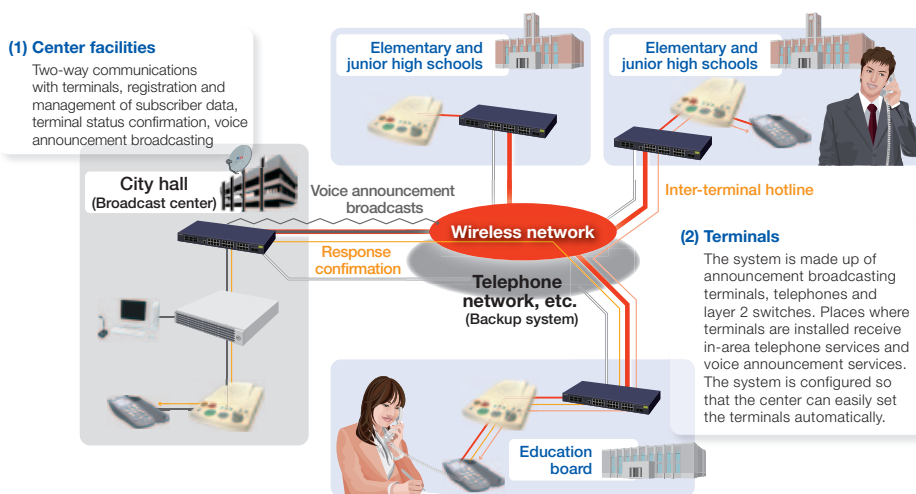 (1) Center facilities
Two-way communications
with terminals, registration and
management of subscriber data,
terminal status confirmation, voice
announcement broadcasting
Elementary and
junior high schools
Elementary and
junior high schools
City hall
(Broadcast center)
Voice announcement
broadcasts
Inter-terminal hotline
Wireless network
Response
confirmation
Telephone
network, etc.
(Backup system)
(2) Terminals
The system is made up of
announcement broadcasting
terminals, telephones and
layer 2 switches. Places where
terminals are installed receive
in-area telephone services and
voice announcement services.
The system is configured so
that the center can easily set
the terminals automatically.
Education
board